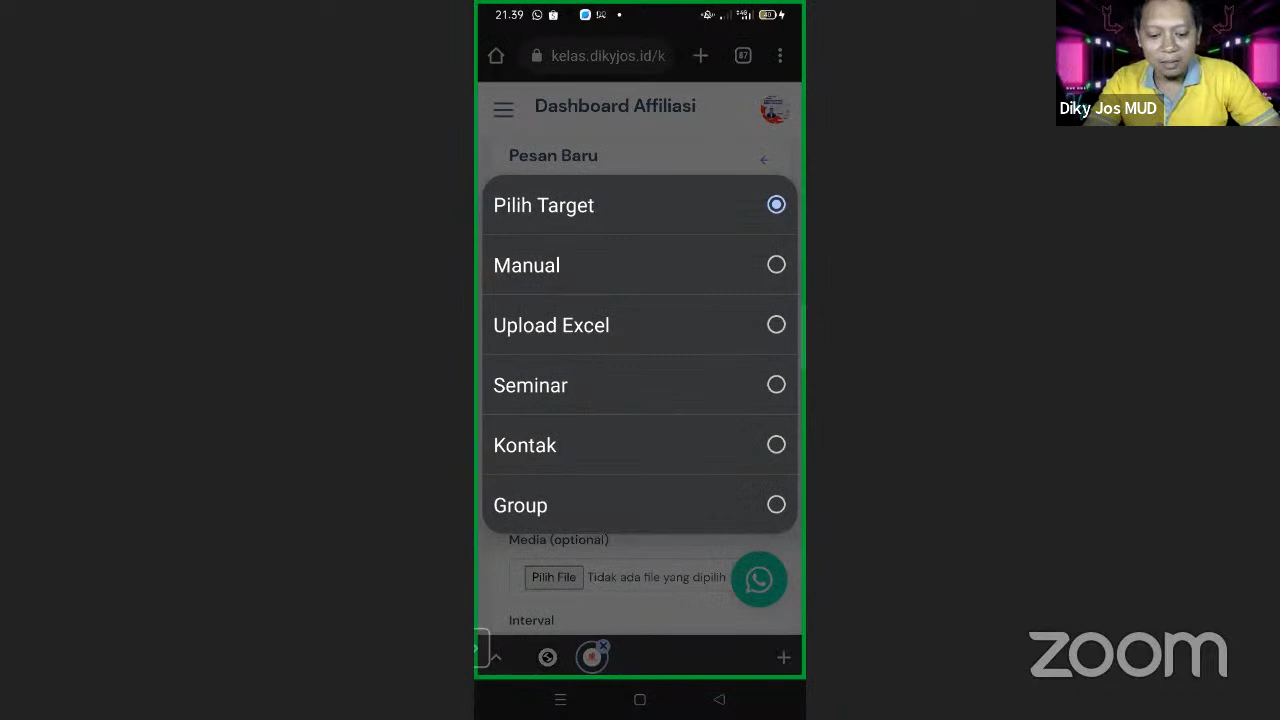 21.39
87
kelas.dikyjos.id/k
Dashboard Affiliasi
Pesan Baru
Pilih Target
Manual
Upload Excel
Seminar
Kontak
Group
Media (optional)
Pilih File Tidak ada file yang dipilih
Interval
Diky Jos MUD
zoom